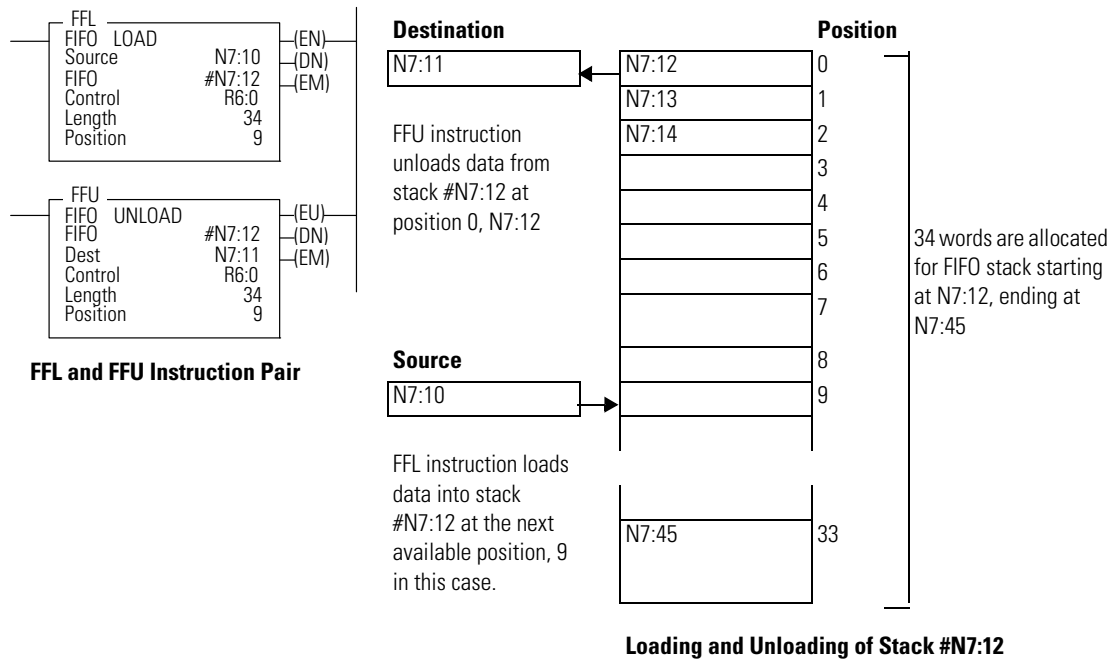 FFL
FIFO LOAD
Source N7:10
FIFO #N7:12
Control R6:0
Length 34
Position 9
(EN)
(DN)
(EM)
FFU
FIFO UNLOAD
FIFO #N7:12
Dest N7:11
Control R6:0
Length 34
Position 9
(EU)
(DN)
(EM)
FFL and FFU Instruction Pair
Destination
N7:11
FFU instruction
unloads data from
stack #N7:12 at
position 0, N7:12
Source
N7:10
FFL instruction loads
data into stack
#N7:12 at the next
available position, 9
in this case.
Position
N7:12 0
N7:13 1
N7:14 2
3
4
5
6
7
8
9
N7:45 33
34 words are allocated
for FIFO stack starting
at N7:12, ending at
N7:45
Loading and Unloading of Stack #N7:12